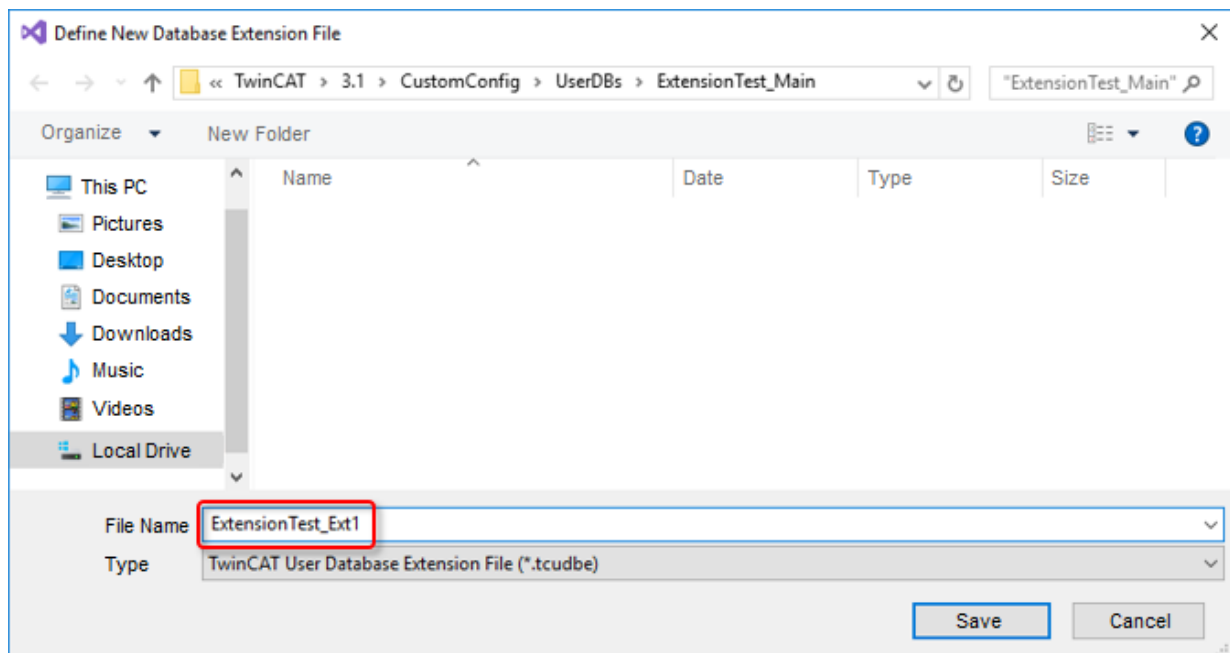 Define New Database Extension File
« TwinCAT › 3.1 › CustomConfig › UserDBs › ExtensionTest_Main
"ExtensionTest_Main"
Organize New Folder
Name Date Type Size
This PC
Pictures
Desktop
Documents
Downloads
Music
Videos
Local Drive
File Name ExtensionTest_Ext1
Type TwinCAT User Database Extension File (*.tcudbe)
Save Cancel